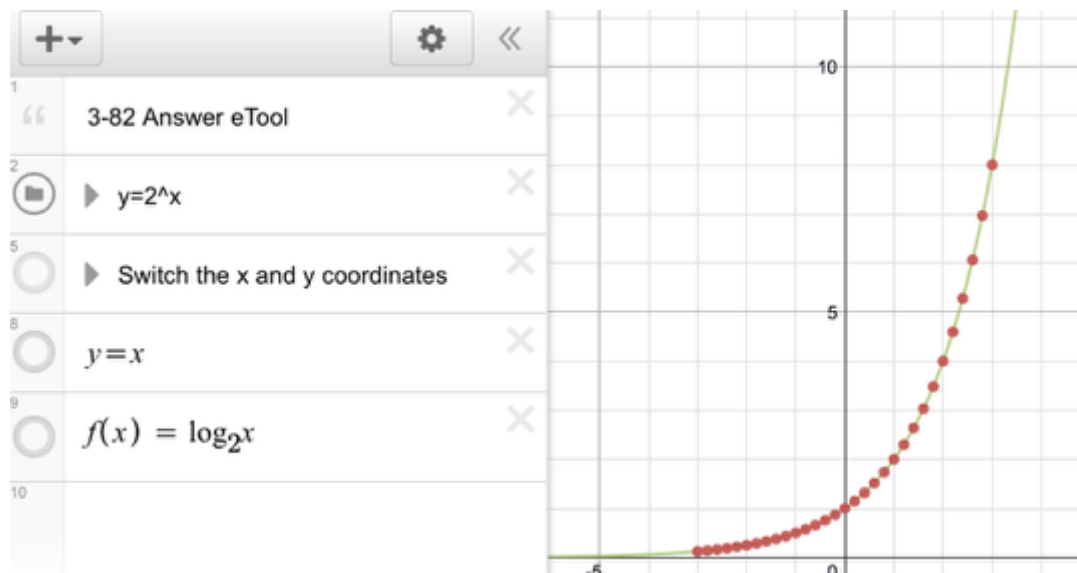 1
3-82 Answer eTool
2
y=2^x
5
Switch the x and y coordinates
8
y=x
9
f(x) = log₂x
10
10
5
-5
0